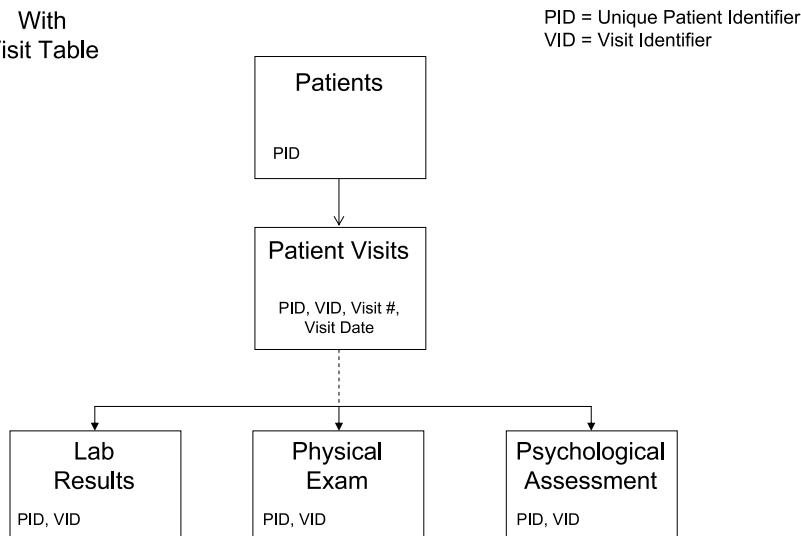 With
isit Table
PID = Unique Patient Identifier
VID = Visit Identifier
Patients
PID
Patient Visits
PID, VID, Visit #,
Visit Date
Lab
Results
PID, VID
Physical
Exam
PID, VID
Psychological
Assessment
PID, VID